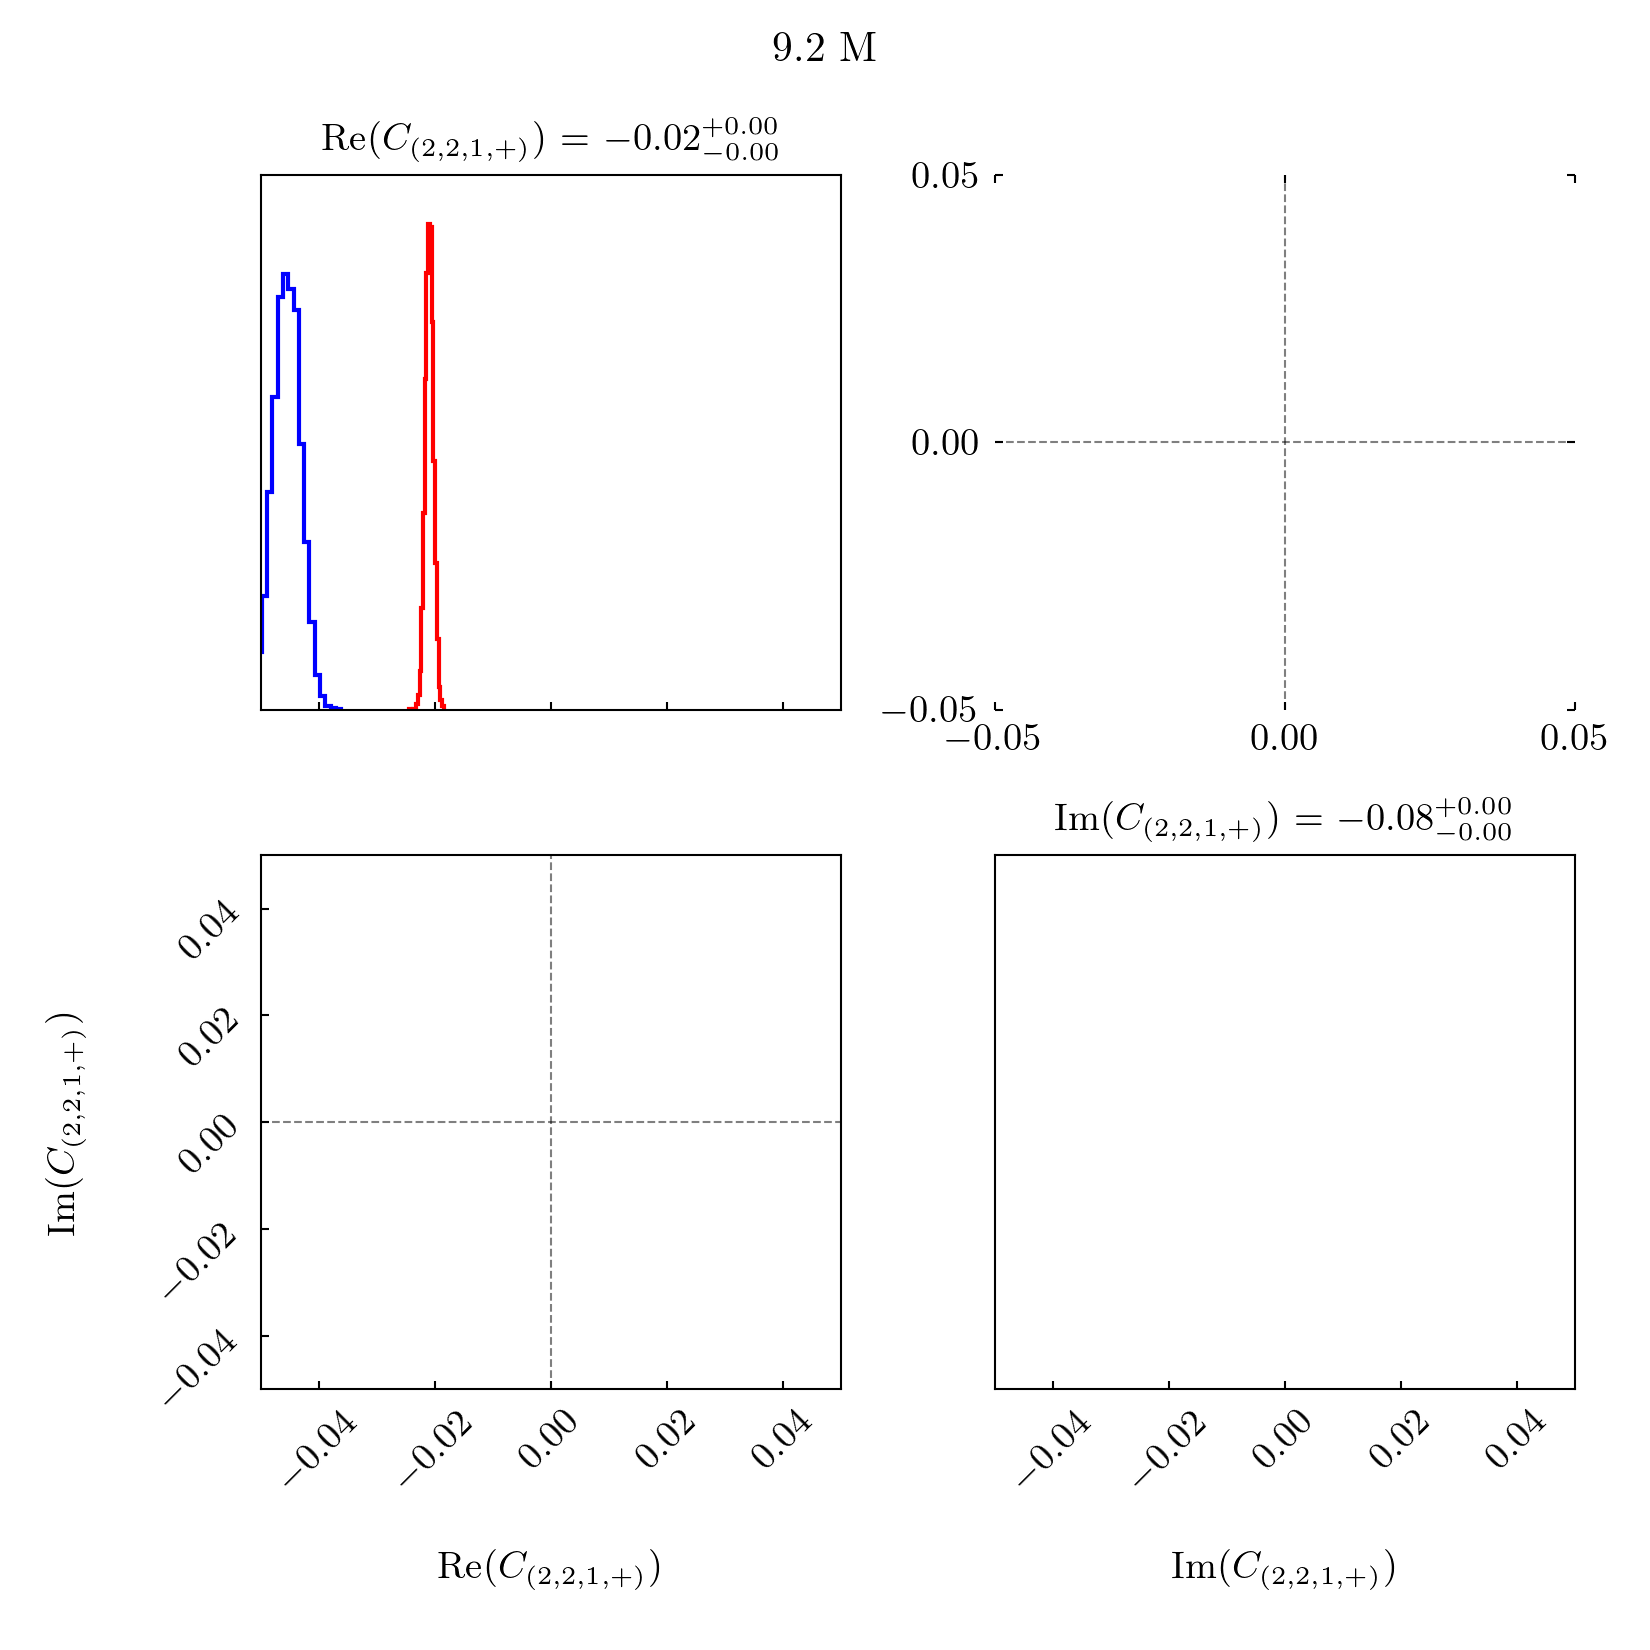 9.2 M
Re(C_{(2,2,1,+)}) = −0.02^{+0.00}_{−0.00}
0.05
0.00
−0.05
−0.05 0.00 0.05
Im(C_{(2,2,1,+)}) = −0.08^{+0.00}_{−0.00}
Im(C_{(2,2,1,+)})
0.04
0.02
0.00
−0.02
−0.04
−0.04 −0.02 0.00 0.02 0.04
−0.04 −0.02 0.00 0.02 0.04
Re(C_{(2,2,1,+)})
Im(C_{(2,2,1,+)})